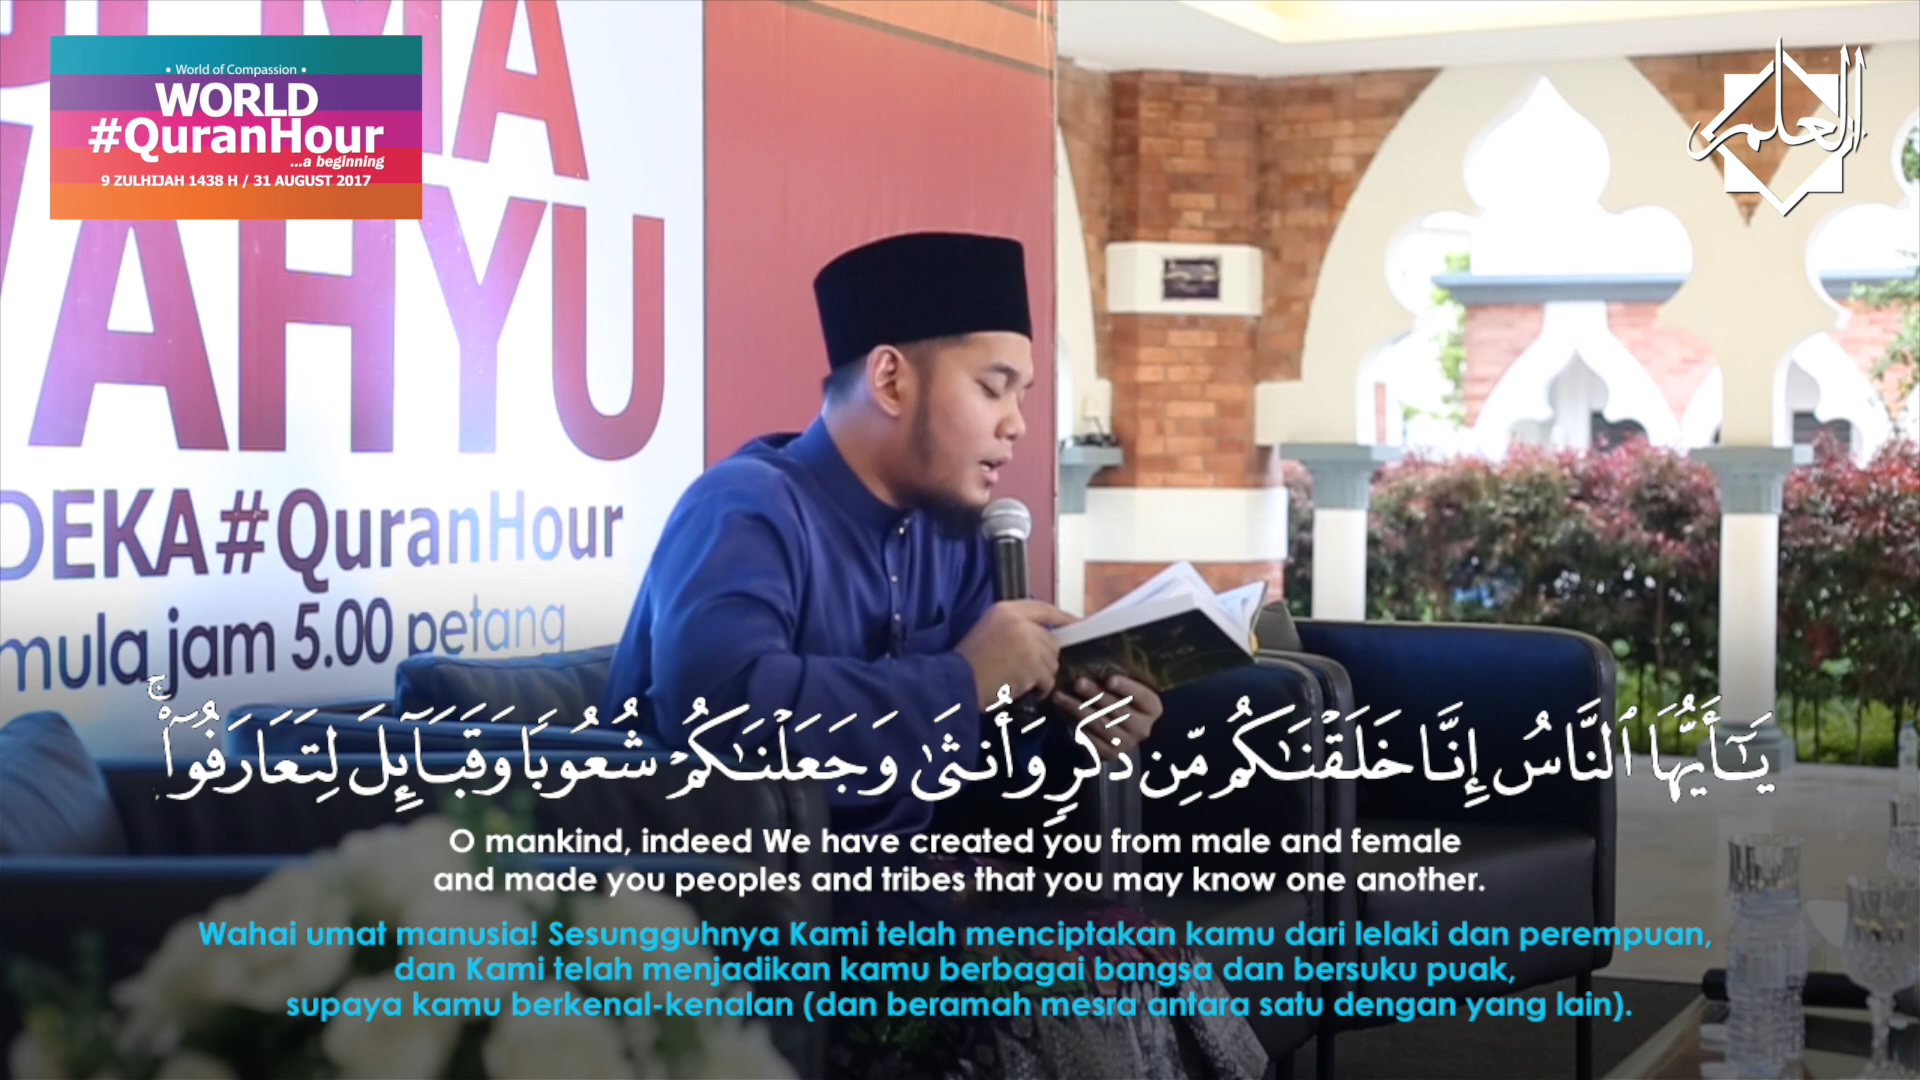 • World of Compassion •
WORLD
#QuranHour
...a beginning
9 ZULHIJAH 1438 H / 31 AUGUST 2017
العلم
MA
WAHYU
DEKA#QuranHour
mula jam 5.00 petang
يَـٰٓأَيُّهَا ٱلنَّاسُ إِنَّا خَلَقْنَـٰكُم مِّن ذَكَرٍ وَأُنثَىٰ وَجَعَلْنَـٰكُمْ شُعُوبًا وَقَبَآئِلَ لِتَعَارَفُوٓا۟ ۚ
O mankind, indeed We have created you from male and female
and made you peoples and tribes that you may know one another.
Wahai umat manusia! Sesungguhnya Kami telah menciptakan kamu dari lelaki dan perempuan,
dan Kami telah menjadikan kamu berbagai bangsa dan bersuku puak,
supaya kamu berkenal-kenalan (dan beramah mesra antara satu dengan yang lain).